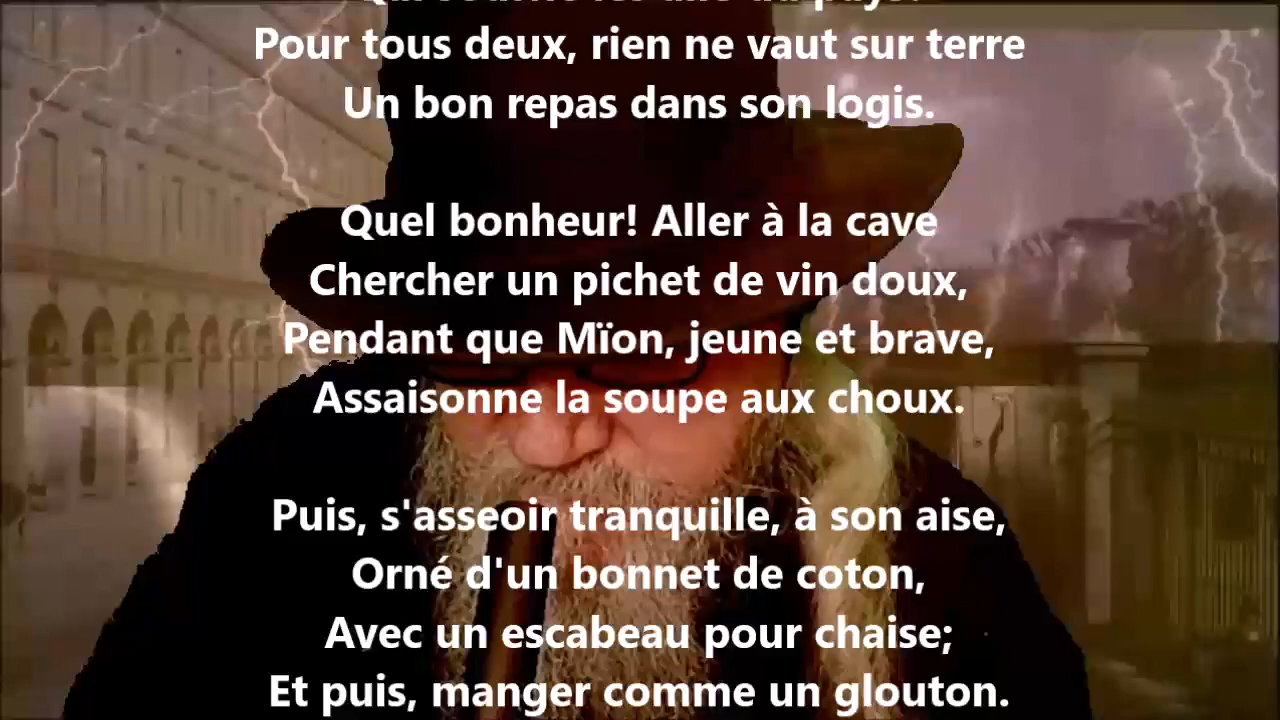 Pour tous deux, rien ne vaut sur terre
Un bon repas dans son logis.
Quel bonheur! Aller à la cave
Chercher un pichet de vin doux,
Pendant que Mïon, jeune et brave,
Assaisonne la soupe aux choux.
Puis, s'asseoir tranquille, à son aise,
Orné d'un bonnet de coton,
Avec un escabeau pour chaise;
Et puis, manger comme un glouton.